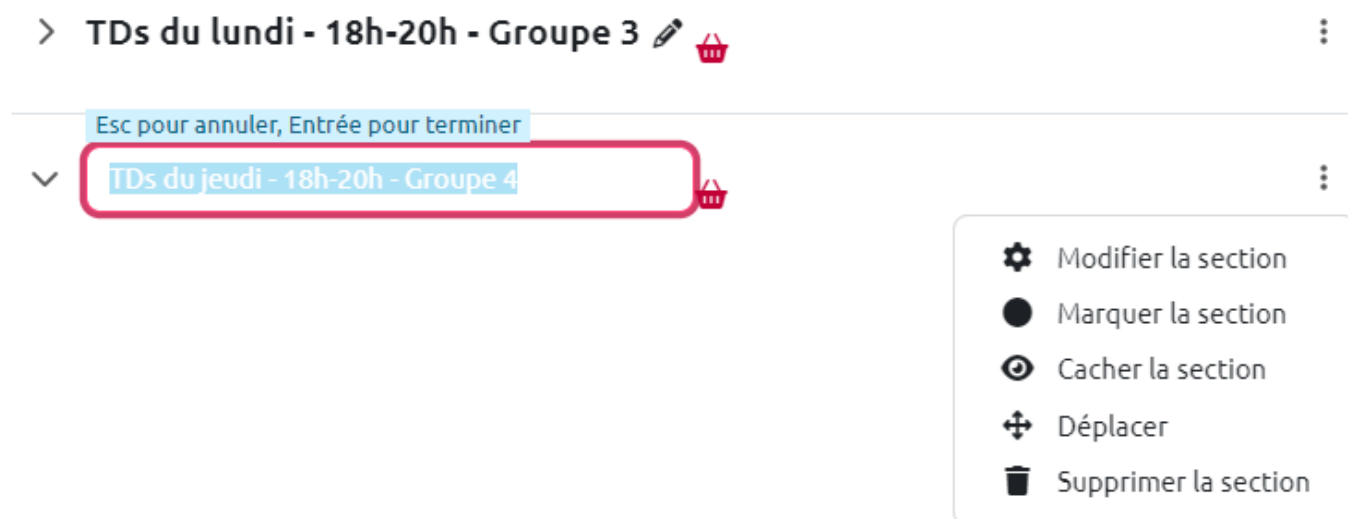 TDs du lundi - 18h-20h - Groupe 3
Esc pour annuler, Entrée pour terminer
TDs du jeudi - 18h-20h - Groupe 4
Modifier la section
Marquer la section
Cacher la section
Déplacer
Supprimer la section